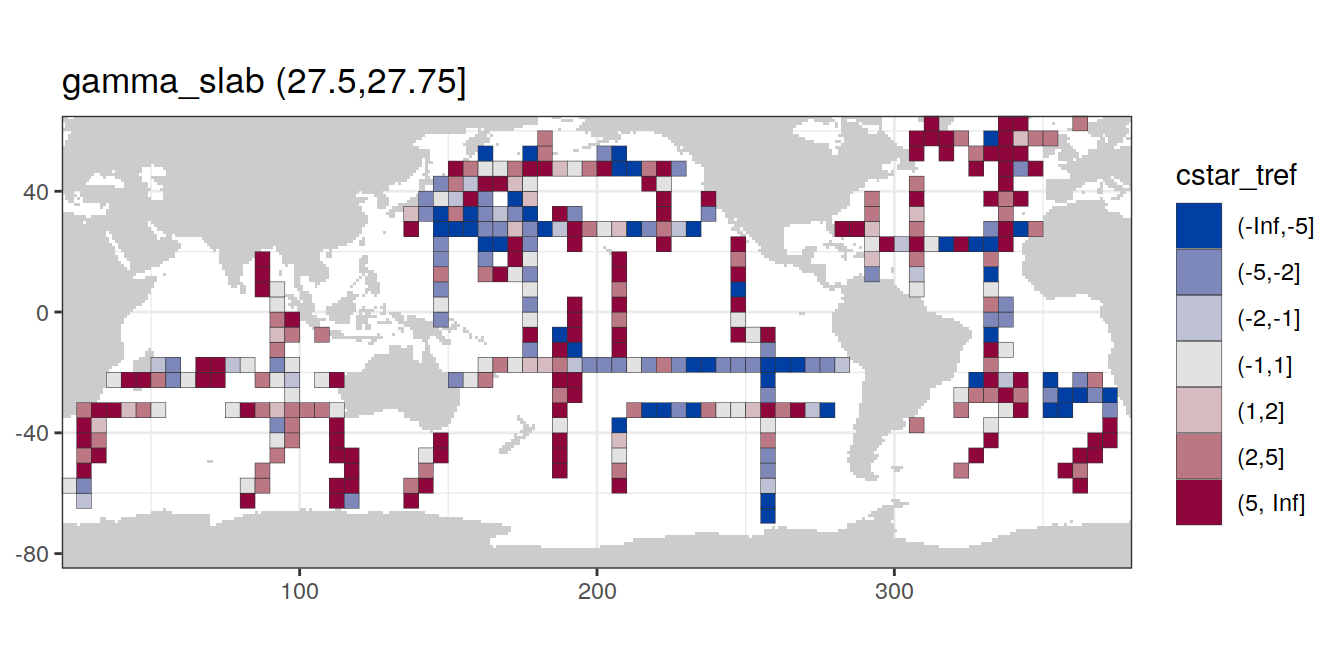 gamma_slab (27.5,27.75]
cstar_tref
(-Inf,-5]
(-5,-2]
(-2,-1]
(-1,1]
(1,2]
(2,5]
(5, Inf]
40
0
-40
-80
100 200 300